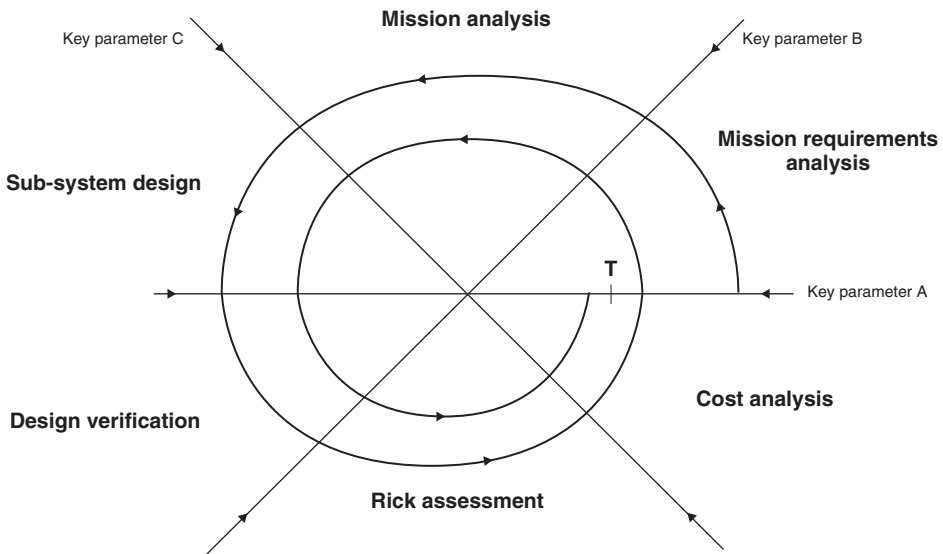 Mission analysis
Key parameter C
Key parameter B
Mission requirements
analysis
Sub-system design
T
Key parameter A
Cost analysis
Design verification
Rick assessment